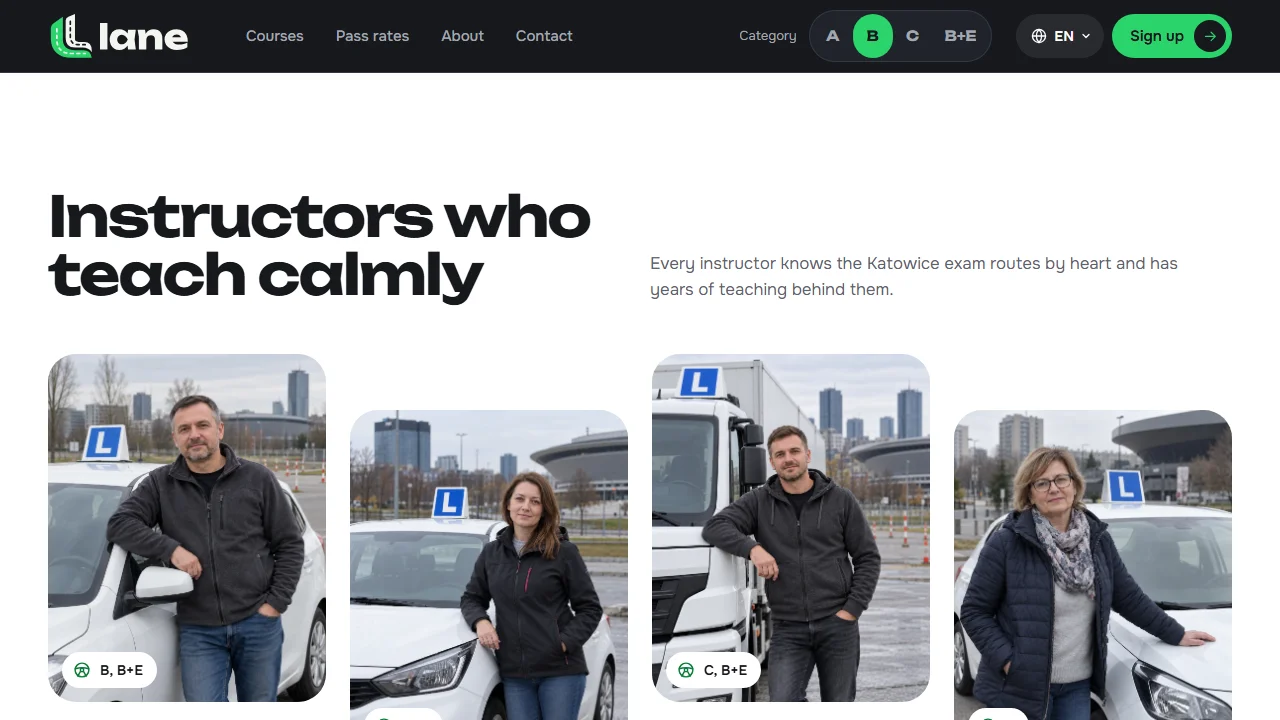 lane
Courses
Pass rates
About
Contact
Category
A
B
C
B+E
EN
Sign up
Instructors who
teach calmly
Every instructor knows the Katowice exam routes by heart and has
years of teaching behind them.
L
L
L
L
B, B+E
C, B+E